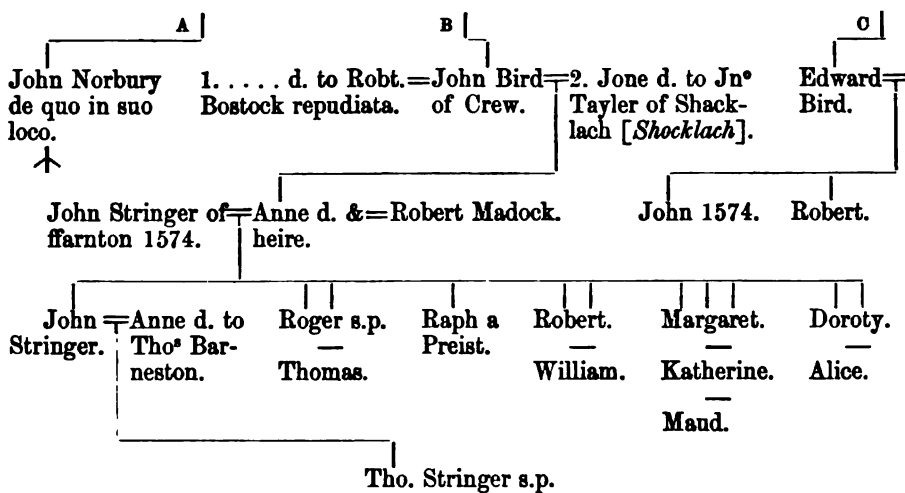 A B C
John Norbury 1. . . . . . d. to Robt. = John Bird = 2. Jone d. to Jnº Edward =
de quo in suo Bostock repudiata. of Crew. Tayler of Shack- Bird.
loco. lach [Shocklach].
John Stringer of = Anne d. & = Robert Madock. John 1574. Robert.
ffarnton 1574. heire.
John = Anne d. to Roger s.p. Raph a Robert. Margaret. Doroty.
Stringer. Thoˢ Bar- — Preist. — — —
neston. Thomas. William. Katherine. Alice.
—
Maud.
Tho. Stringer s.p.